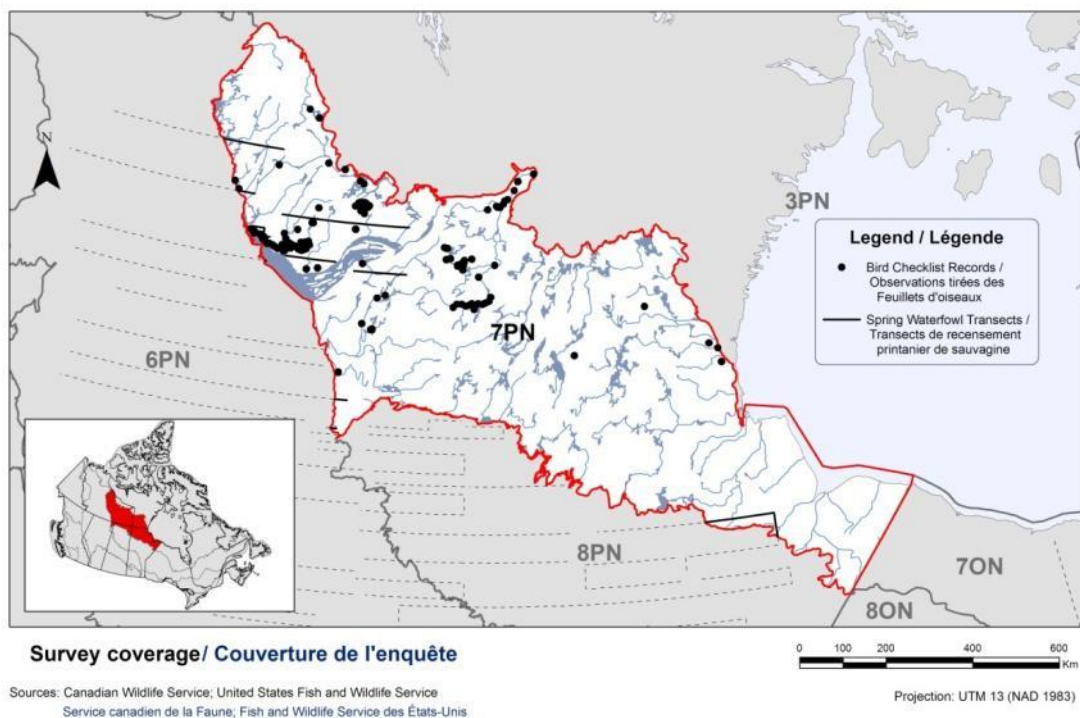 N
3PN
Legend / Légende
Bird Checklist Records /
Observations tirées des
Feuillets d'oiseaux
Spring Waterfowl Transects /
Transects de recensement
printanier de sauvagine
7PN
6PN
8PN
7ON
8ON
Survey coverage/ Couverture de l'enquête
0 100 200 400 600
Km
Sources: Canadian Wildlife Service; United States Fish and Wildlife Service
Service canadien de la Faune; Fish and Wildlife Service des États-Unis
Projection: UTM 13 (NAD 1983)